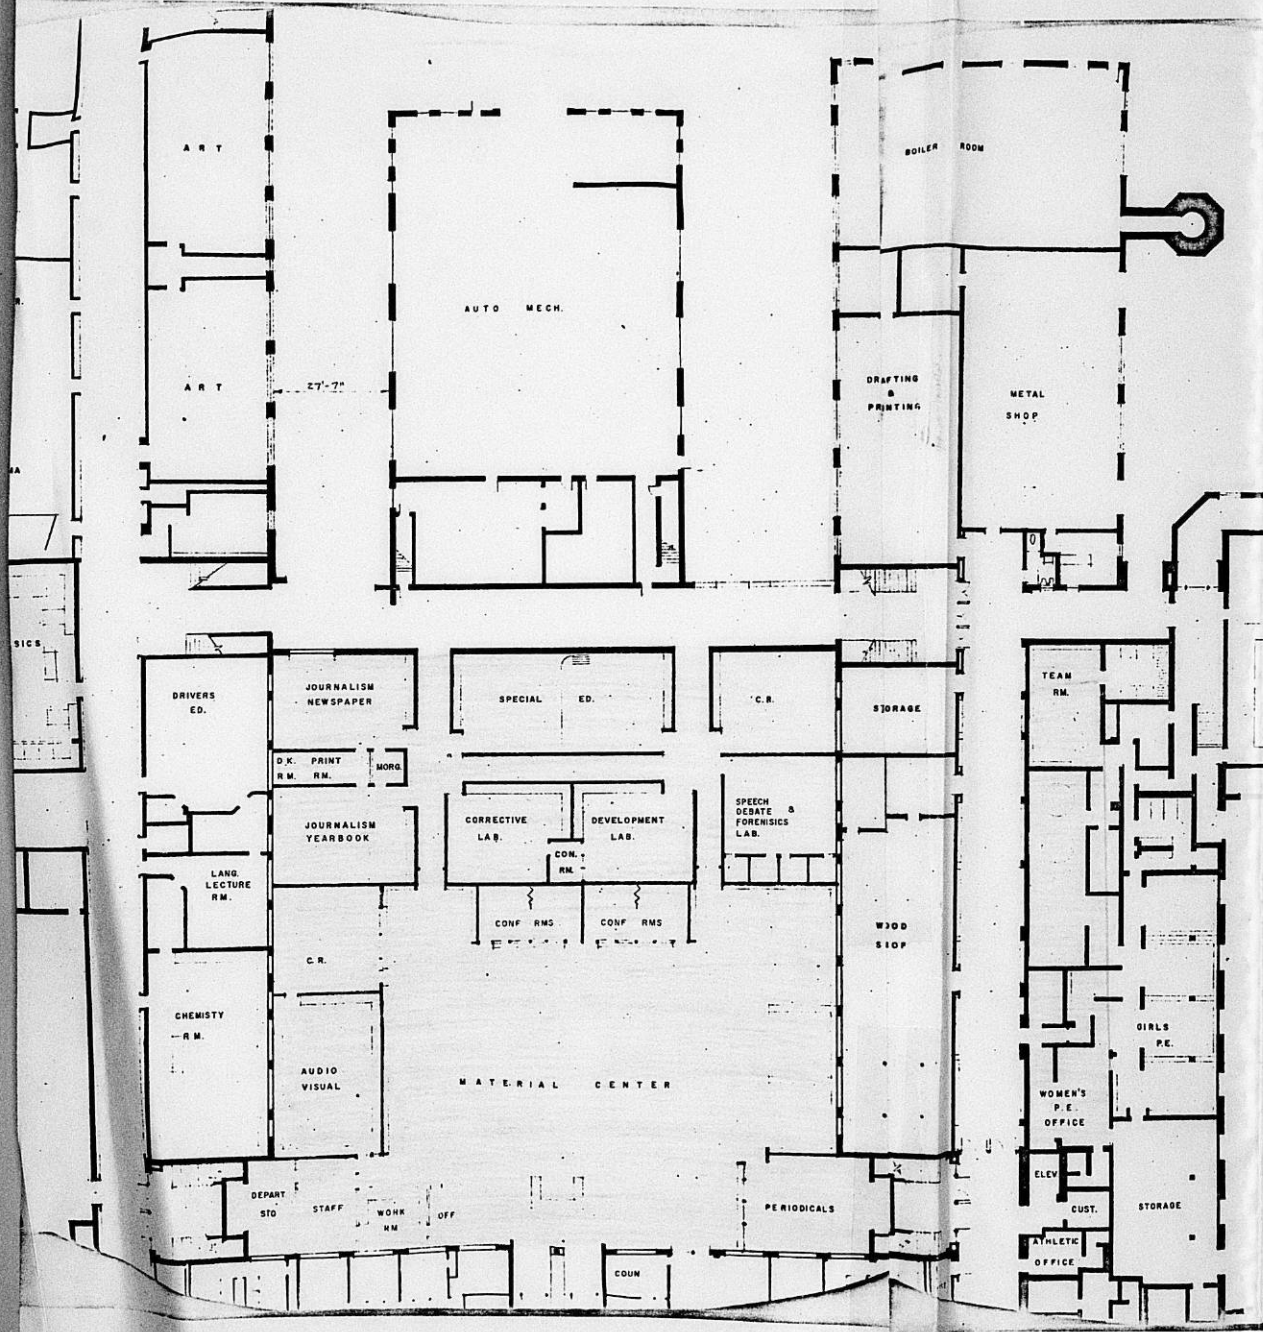 ART
BOILER ROOM
AUTO MECH.
ART
27'-7"
DRAFTING
&
PRINTING
METAL
SHOP
SICS
DRIVERS
ED.
JOURNALISM
NEWSPAPER
SPECIAL ED.
C.R.
STORAGE
TEAM
RM.
D.K. PRINT
RM. RM.
MORG.
JOURNALISM
YEARBOOK
CORRECTIVE
LAB.
DEVELOPMENT
LAB.
CON.
RM.
SPEECH
DEBATE &
FORENISICS
LAB.
LANG.
LECTURE
RM.
CONF RMS
CONF RMS
WOOD
SHOP
C.R.
CHEMISTY
RM.
AUDIO
VISUAL
MATERIAL CENTER
GIRLS
P.E.
WOMEN'S
P.E.
OFFICE
ELEV.
CUST.
STORAGE
DEPART
STO
STAFF
WORK
RM
OFF
PERIODICALS
ATHLETIC
OFFICE
COUN